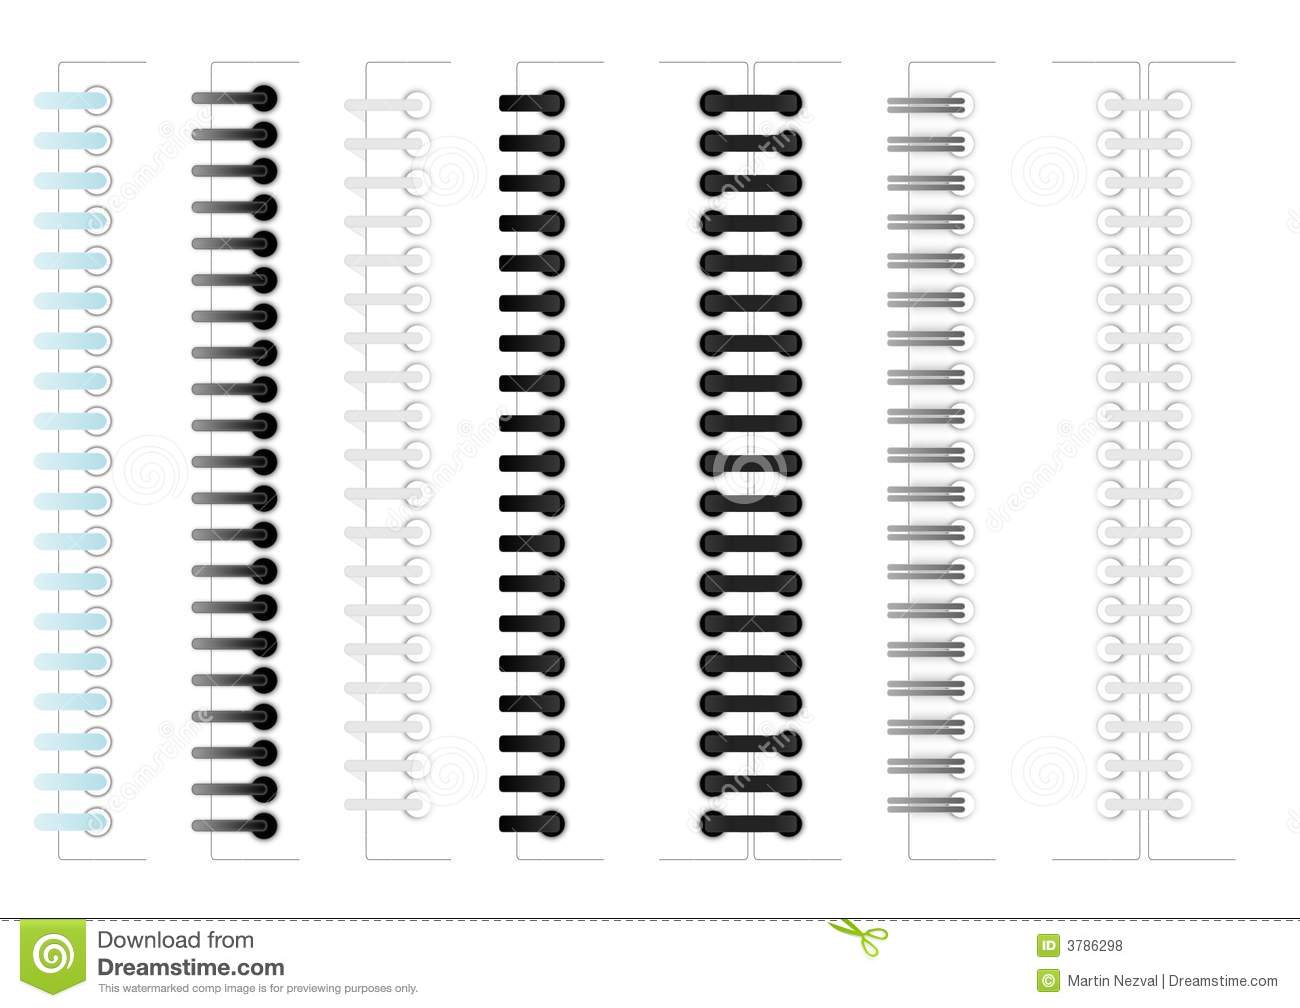 Download from
Dreamstime.com
This watermarked comp image is for previewing purposes only.
ID 3786298
© Martin Nezval | Dreamstime.com